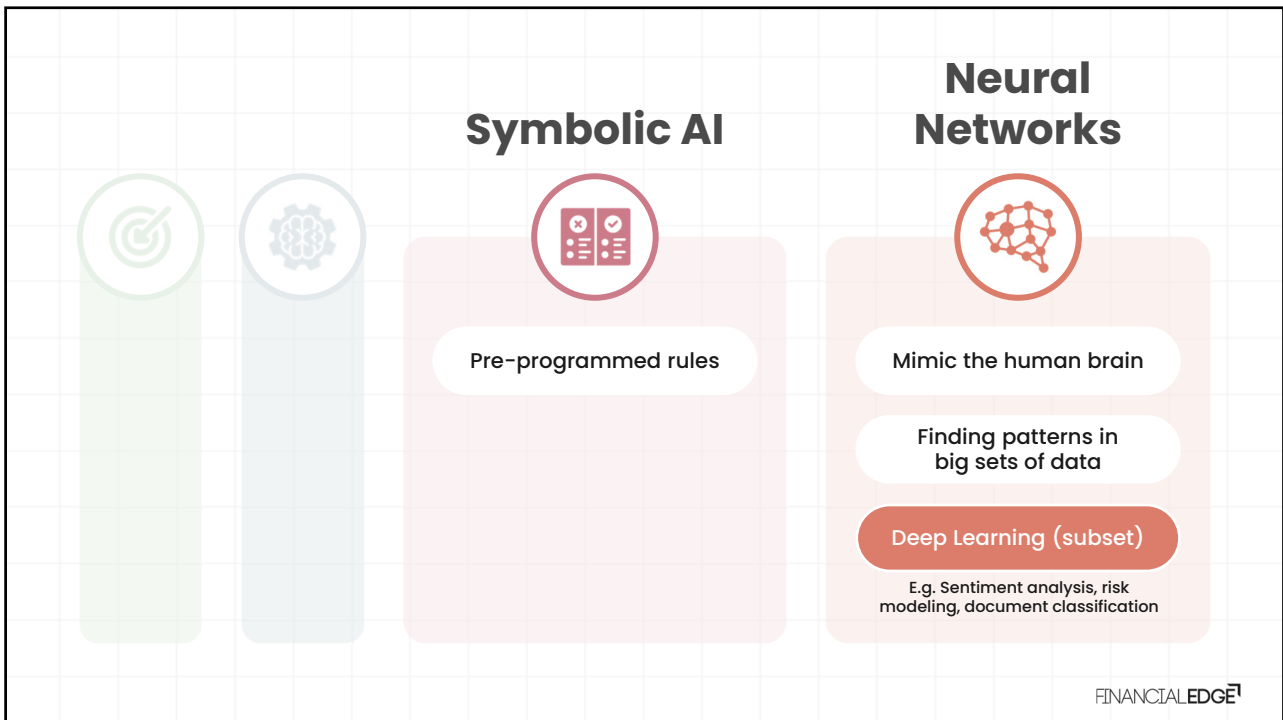 Symbolic AI
Pre-programmed rules
Neural
Networks
Mimic the human brain
Finding patterns in
big sets of data
Deep Learning (subset)
E.g. Sentiment analysis, risk
modeling, document classification
FINANCIALEDGE